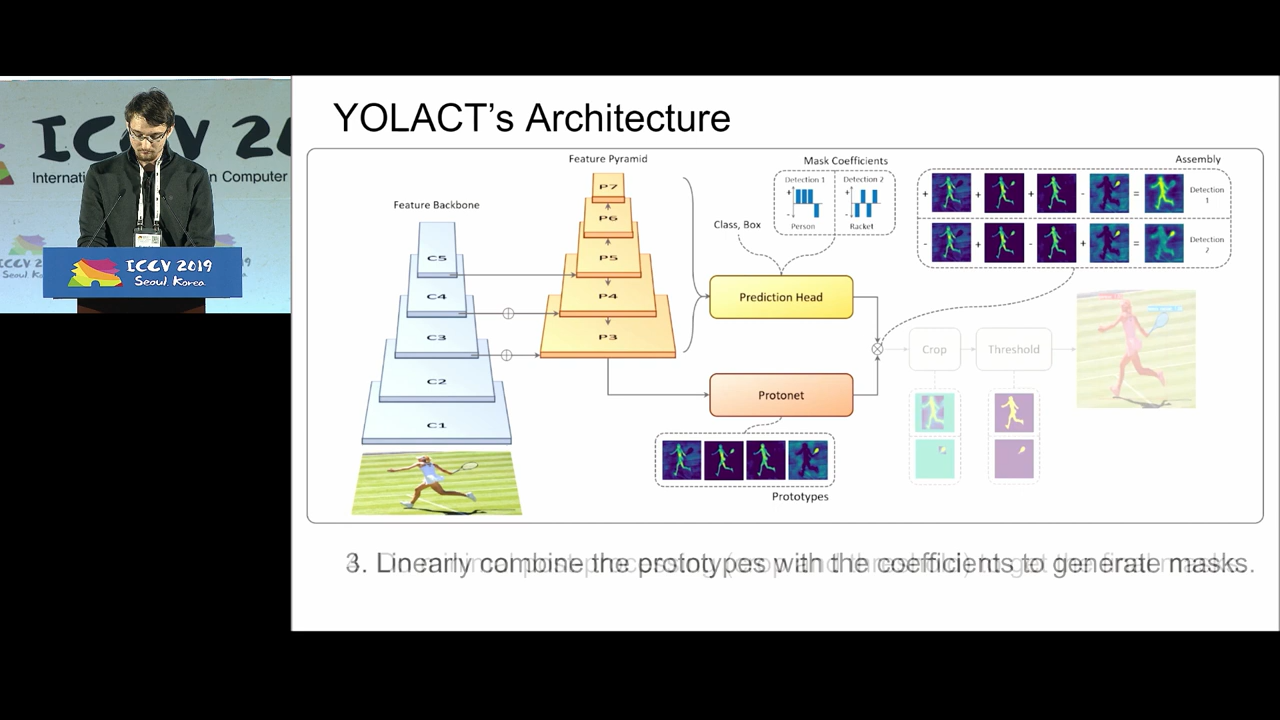 ICCV 20
Internati n Computer
ICCV 2019
Seoul Korea
YOLACT's Architecture
Feature Backbone
C5
C4
C3
C2
C1
Feature Pyramid
P7
P6
P5
P4
P3
Mask Coefficients
Detection 1
Detection 2
+
-
+
-
Person
Racket
Class, Box
Prediction Head
Protonet
Prototypes
Assembly
+ + + - = Detection 1
- + - + = Detection 2
Crop
Threshold
3. Linearly combine the prototypes with the coefficients to generate masks.